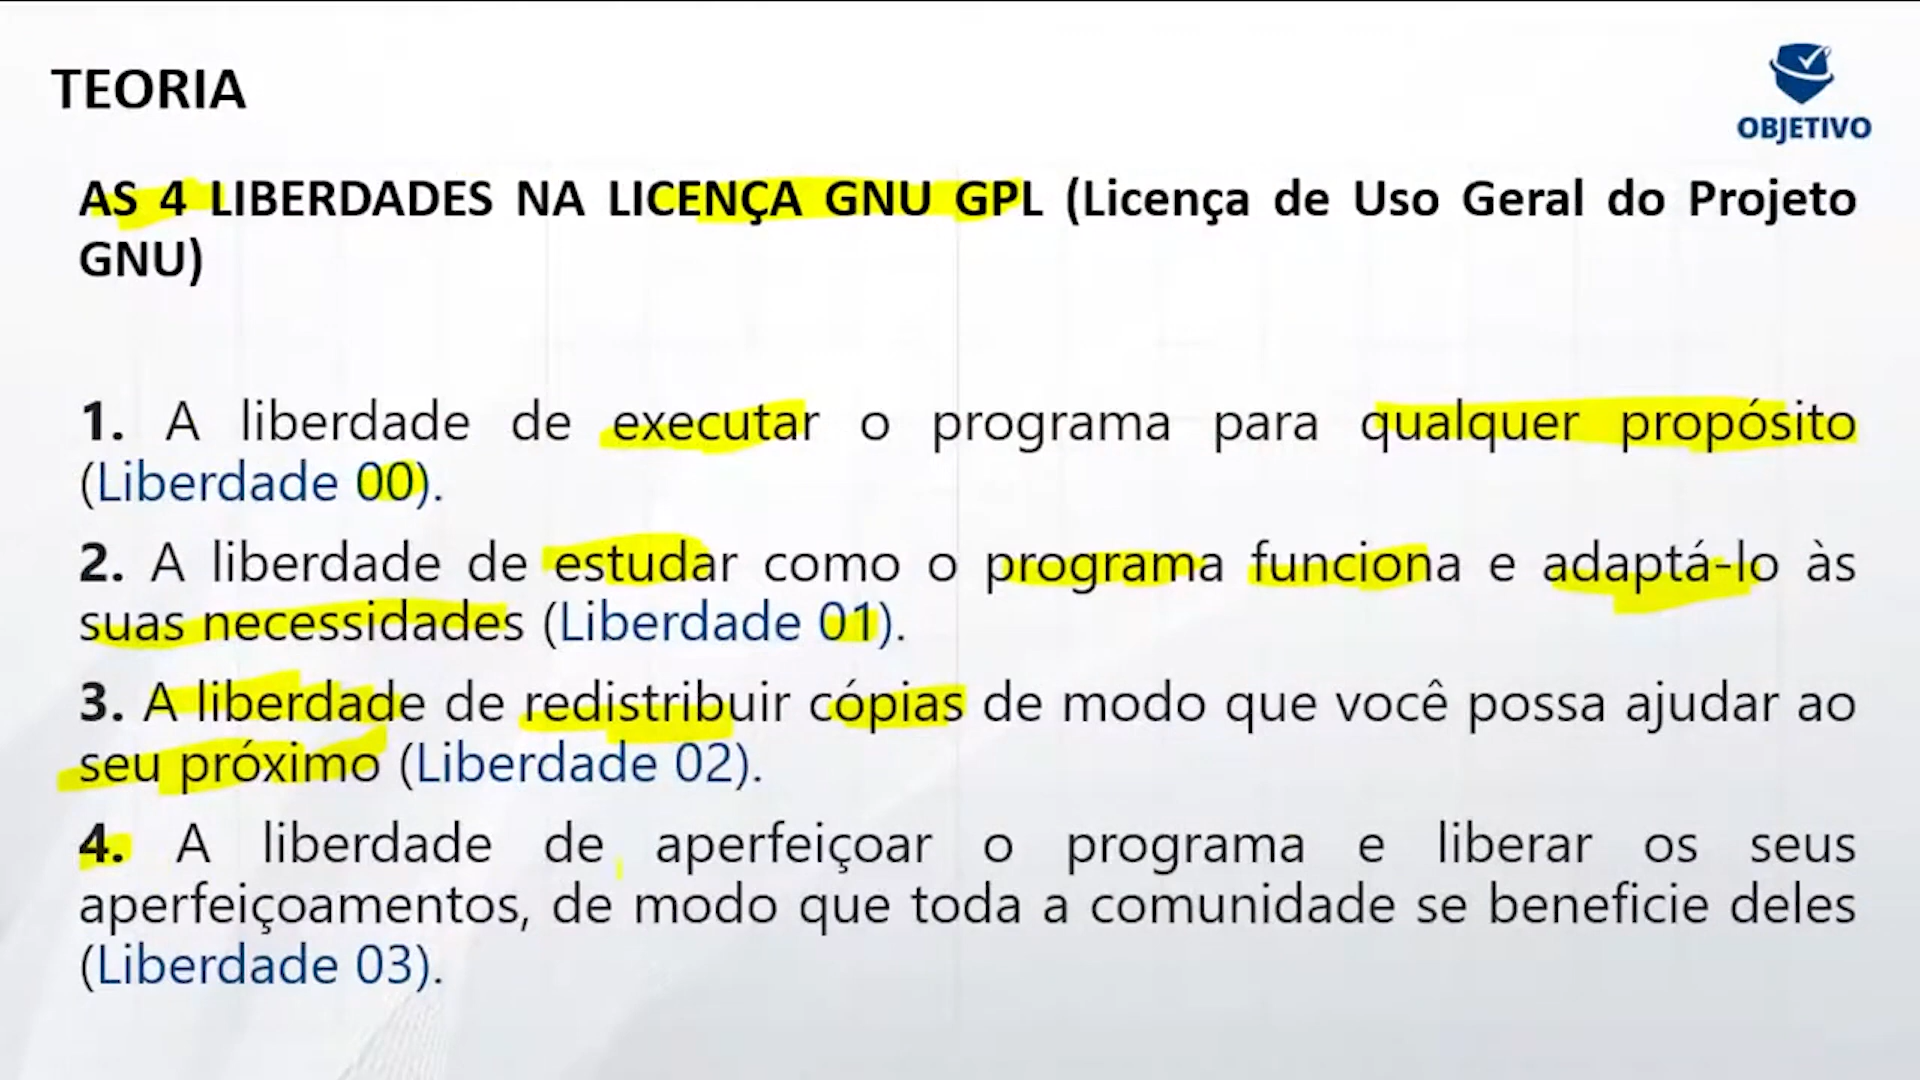 TEORIA
OBJETIVO
AS 4 LIBERDADES NA LICENÇA GNU GPL (Licença de Uso Geral do Projeto
GNU)
1. A liberdade de executar o programa para qualquer propósito
(Liberdade 00).
2. A liberdade de estudar como o programa funciona e adaptá-lo às
suas necessidades (Liberdade 01).
3. A liberdade de redistribuir cópias de modo que você possa ajudar ao
seu próximo (Liberdade 02).
4. A liberdade de aperfeiçoar o programa e liberar os seus
aperfeiçoamentos, de modo que toda a comunidade se beneficie deles
(Liberdade 03).